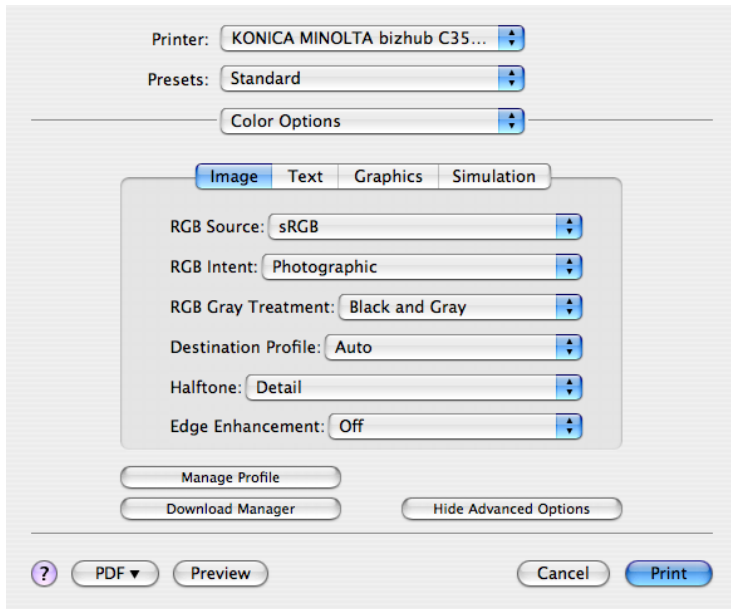 Printer: KONICA MINOLTA bizhub C35...
Presets: Standard
Color Options
Image Text Graphics Simulation
RGB Source: sRGB
RGB Intent: Photographic
RGB Gray Treatment: Black and Gray
Destination Profile: Auto
Halftone: Detail
Edge Enhancement: Off
Manage Profile
Download Manager Hide Advanced Options
? PDF ▼ Preview Cancel Print